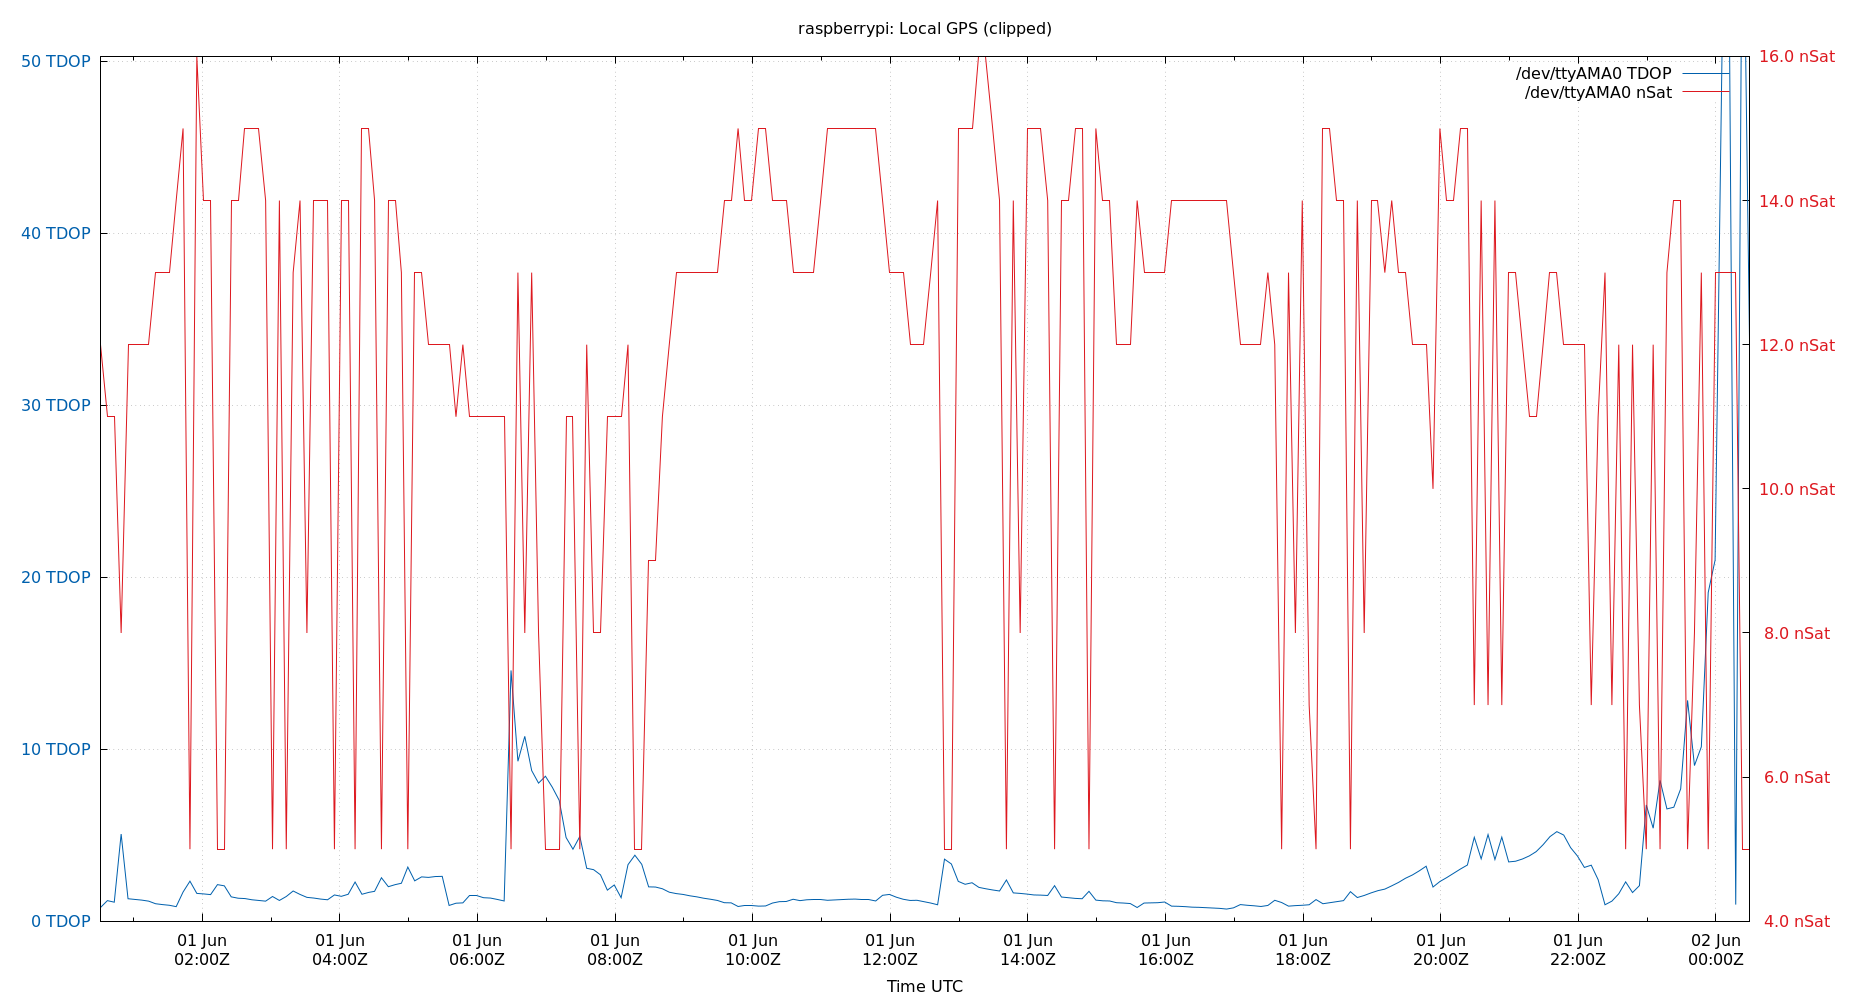 raspberrypi: Local GPS (clipped)
50 TDOP
40 TDOP
30 TDOP
20 TDOP
10 TDOP
0 TDOP
16.0 nSat
14.0 nSat
12.0 nSat
10.0 nSat
8.0 nSat
6.0 nSat
4.0 nSat
/dev/ttyAMA0 TDOP
/dev/ttyAMA0 nSat
01 Jun 01 Jun 01 Jun 01 Jun 01 Jun 01 Jun 01 Jun 01 Jun 01 Jun 01 Jun 01 Jun 02 Jun
02:00Z 04:00Z 06:00Z 08:00Z 10:00Z 12:00Z 14:00Z 16:00Z 18:00Z 20:00Z 22:00Z 00:00Z
Time UTC